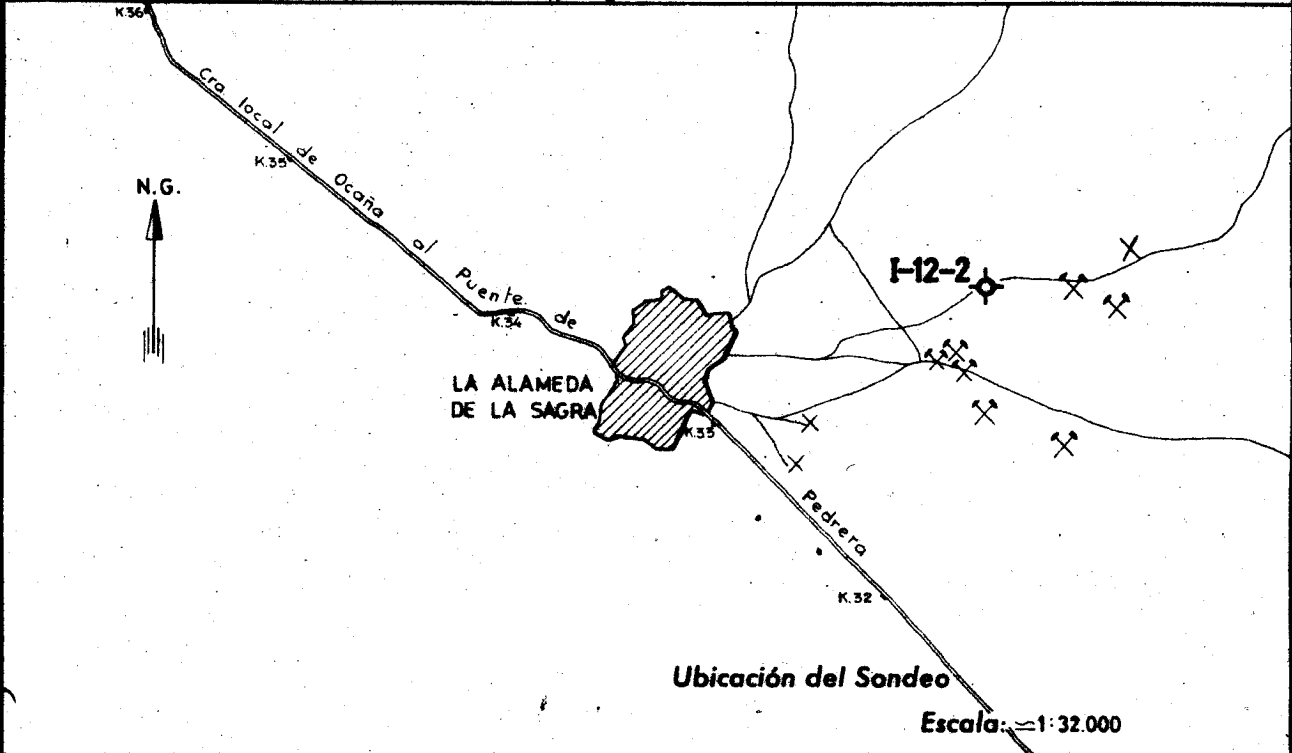 K.36
Cra local de Ocaña al Puente de Pedrera
K.35
N.G.
I-12-2
K.34
LA ALAMEDA
DE LA SAGRA
K.33
K.32
Ubicación del Sondeo
Escala: ≃1:32.000